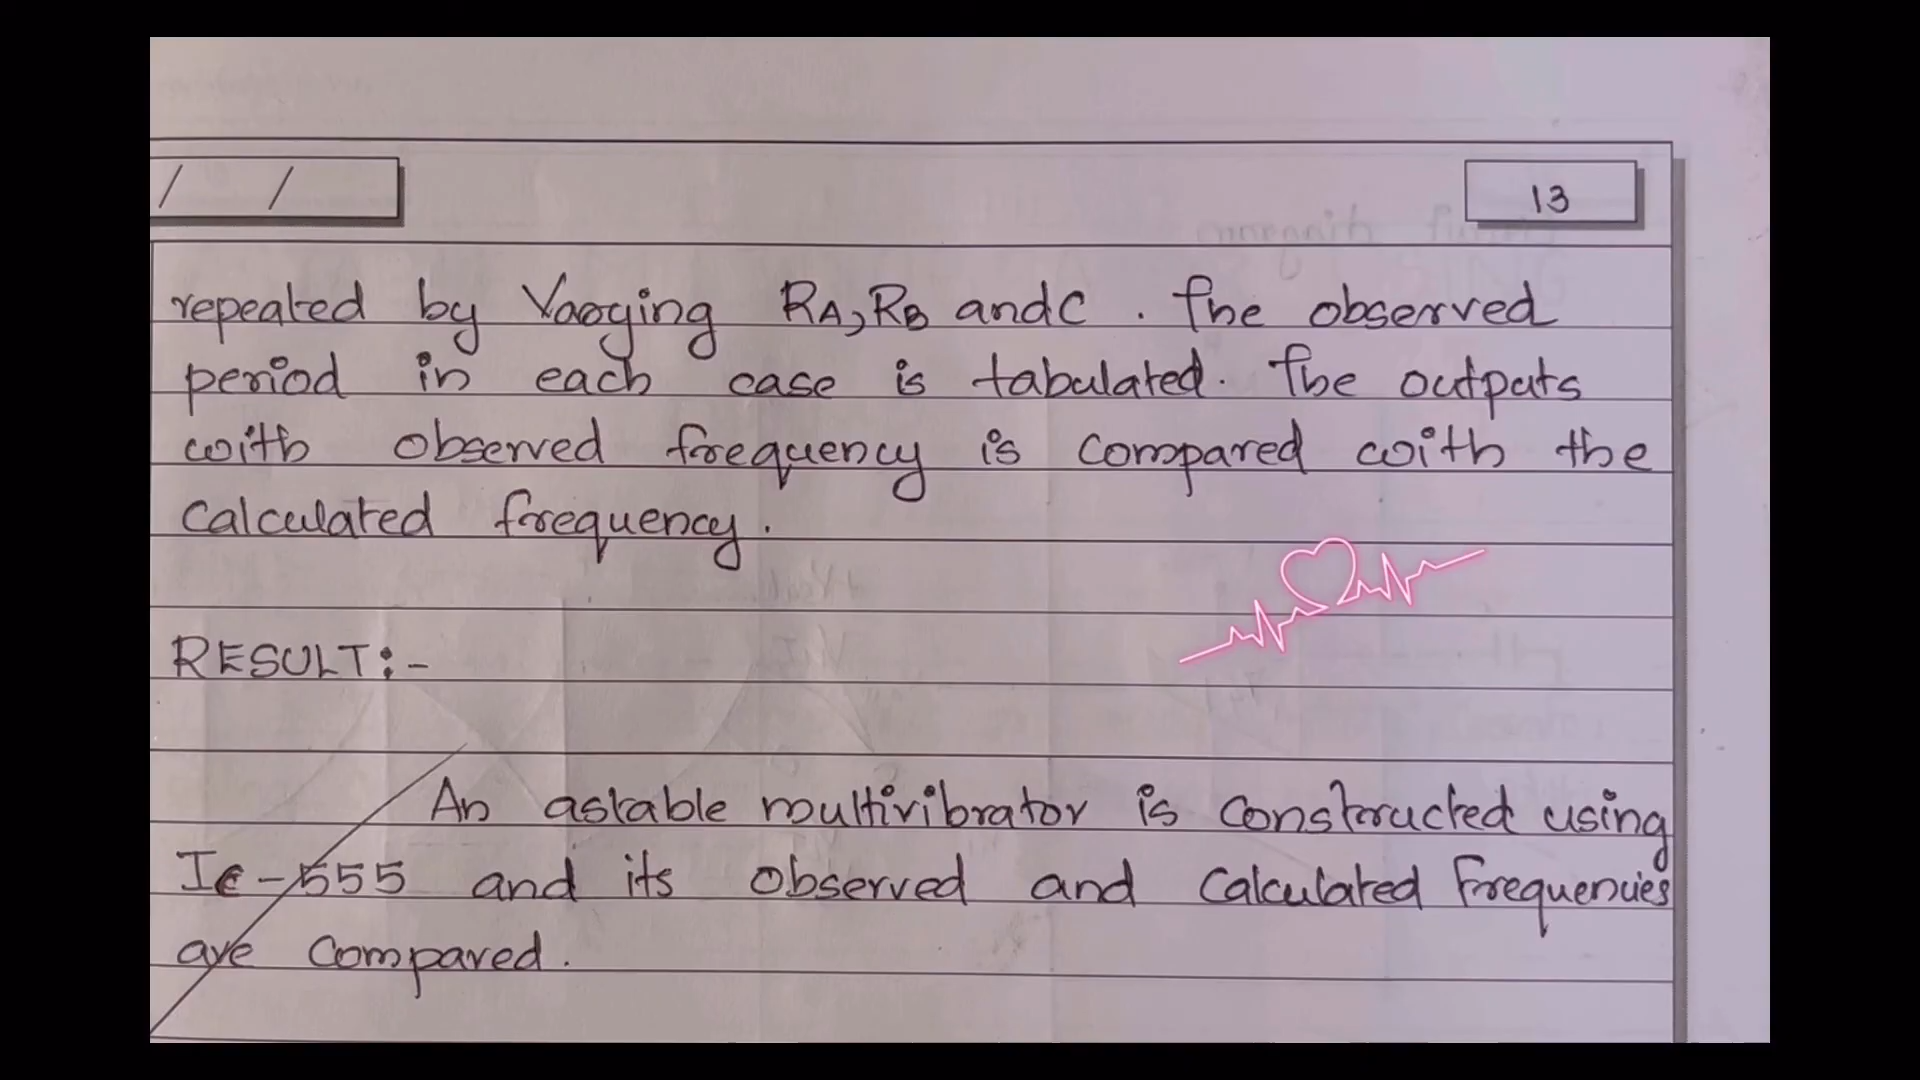 / /
13
repeated by Varying RA, RB and C . The observed
period in each case is tabulated. The outputs
with observed frequency is compared with the
calculated frequency.
RESULT:-
An astable multivibrator is constructed using
Ic-555 and its observed and calculated Frequencies
are compared.